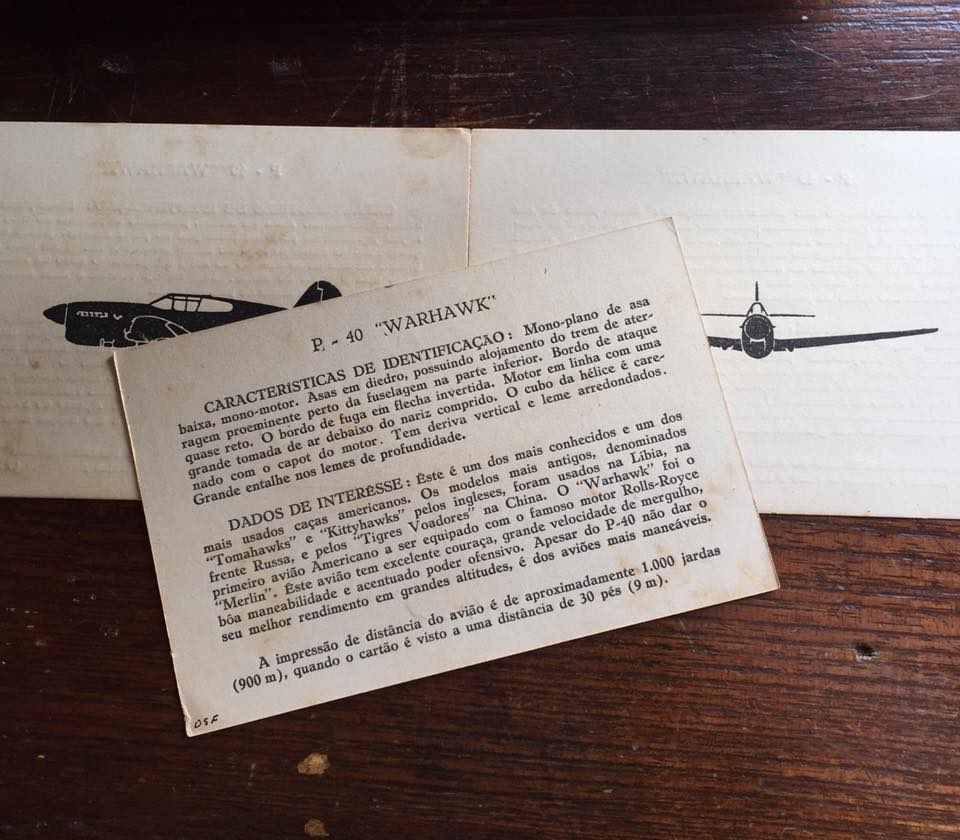 P. - 40 "WARHAWK"
CARACTERÍSTICAS DE IDENTIFICAÇÃO: Mono-plano de asa
baixa, mono-motor. Asas em diedro, possuindo alojamento do trem de ater-
ragem proeminente perto da fuselagem na parte inferior. Bordo de ataque
quase reto. O bordo de fuga em flecha invertida. Motor em linha com uma
grande tomada de ar debaixo do nariz comprido. O cubo da hélice é care-
nado com o capot do motor. Tem deriva vertical e leme arredondados.
Grande entalhe nos lemes de profundidade.
DADOS DE INTERÊSSE: Êste é um dos mais conhecidos e um dos
mais usados caças americanos. Os modelos mais antigos, denominados
"Tomahawks" e "Kittyhawks" pelos ingleses, foram usados na Líbia, na
frente Russa, e pelos "Tigres Voadores" na China. O "Warhawk" foi o
primeiro avião Americano a ser equipado com o famoso motor Rolls-Royce
"Merlin". Êste avião tem excelente couraça, grande velocidade de mergulho,
bôa maneabilidade e acentuado poder ofensivo. Apesar do P-40 não dar o
seu melhor rendimento em grandes altitudes, é dos aviões mais maneáveis.
A impressão de distância do avião é de aproximadamente 1.000 jardas
(900 m), quando o cartão é visto a uma distância de 30 pés (9 m).
OSF